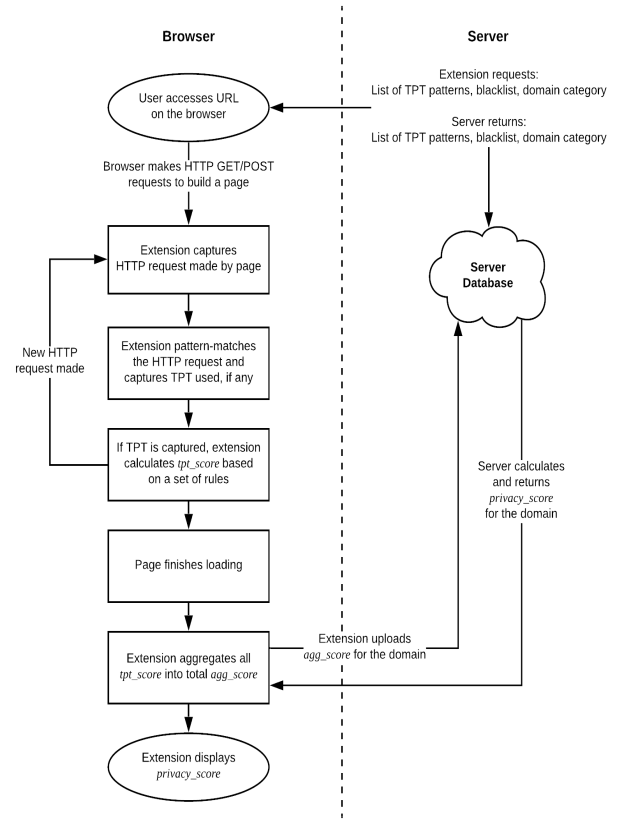 Browser
Server
Extension requests:
List of TPT patterns, blacklist, domain category
User accesses URL
on the browser
Server returns:
List of TPT patterns, blacklist, domain category
Browser makes HTTP GET/POST
requests to build a page
Extension captures
HTTP request made by page
Server
Database
Extension pattern-matches
the HTTP request and
captures TPT used, if any
New HTTP
request made
If TPT is captured, extension
calculates tpt_score based
on a set of rules
Server calculates
and returns
privacy_score
for the domain
Page finishes loading
Extension uploads
agg_score for the domain
Extension aggregates all
tpt_score into total agg_score
Extension displays
privacy_score